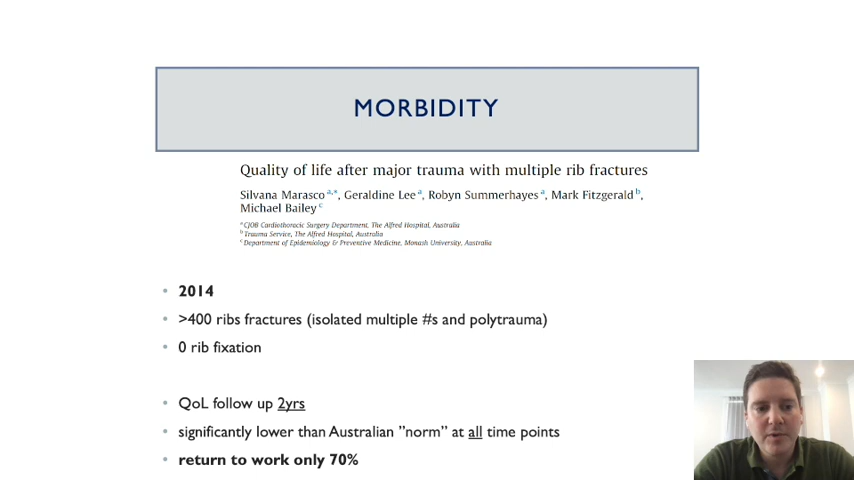 MORBIDITY
Quality of life after major trauma with multiple rib fractures
Silvana Marasco a,*, Geraldine Lee a, Robyn Summerhayes a, Mark Fitzgerald b,
Michael Bailey c
a CJOB Cardiothoracic Surgery Department, The Alfred Hospital, Australia
b Trauma Service, The Alfred Hospital, Australia
c Department of Epidemiology & Preventive Medicine, Monash University, Australia
• 2014
• >400 ribs fractures (isolated multiple #s and polytrauma)
• 0 rib fixation
• QoL follow up 2yrs
• significantly lower than Australian ”norm” at all time points
• return to work only 70%